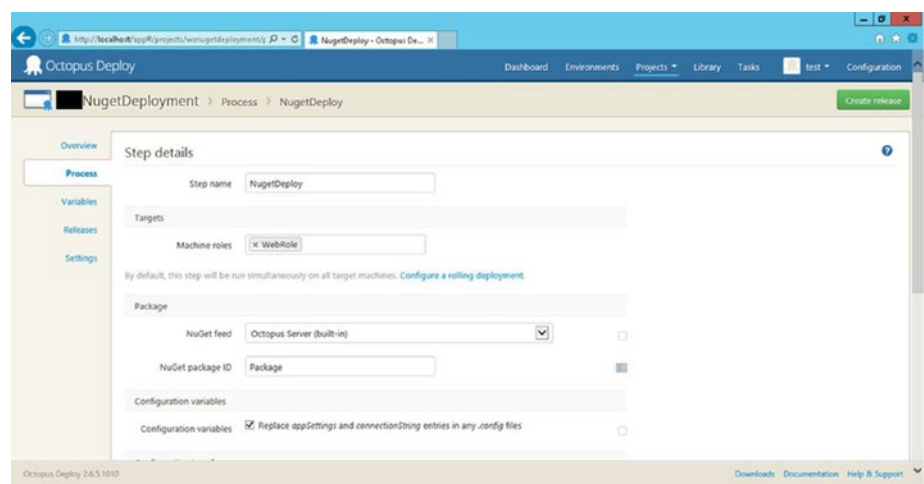 http://localhost/app#/projects/wanugetdeployment/p
NugetDeploy - Octopus De...
Octopus Deploy
Dashboard Environments Projects Library Tasks test Configuration
NugetDeployment > Process > NugetDeploy
Create release
Overview
Process
Variables
Releases
Settings
Step details
Step name NugetDeploy
Targets
Machine roles × WebRole
By default, this step will be run simultaneously on all target machines. Configure a rolling deployment.
Package
NuGet feed Octopus Server (built-in)
NuGet package ID Package
Configuration variables
Configuration variables Replace appSettings and connectionString entries in any .config files
Octopus Deploy 2.6.5.1010
Downloads Documentation Help & Support